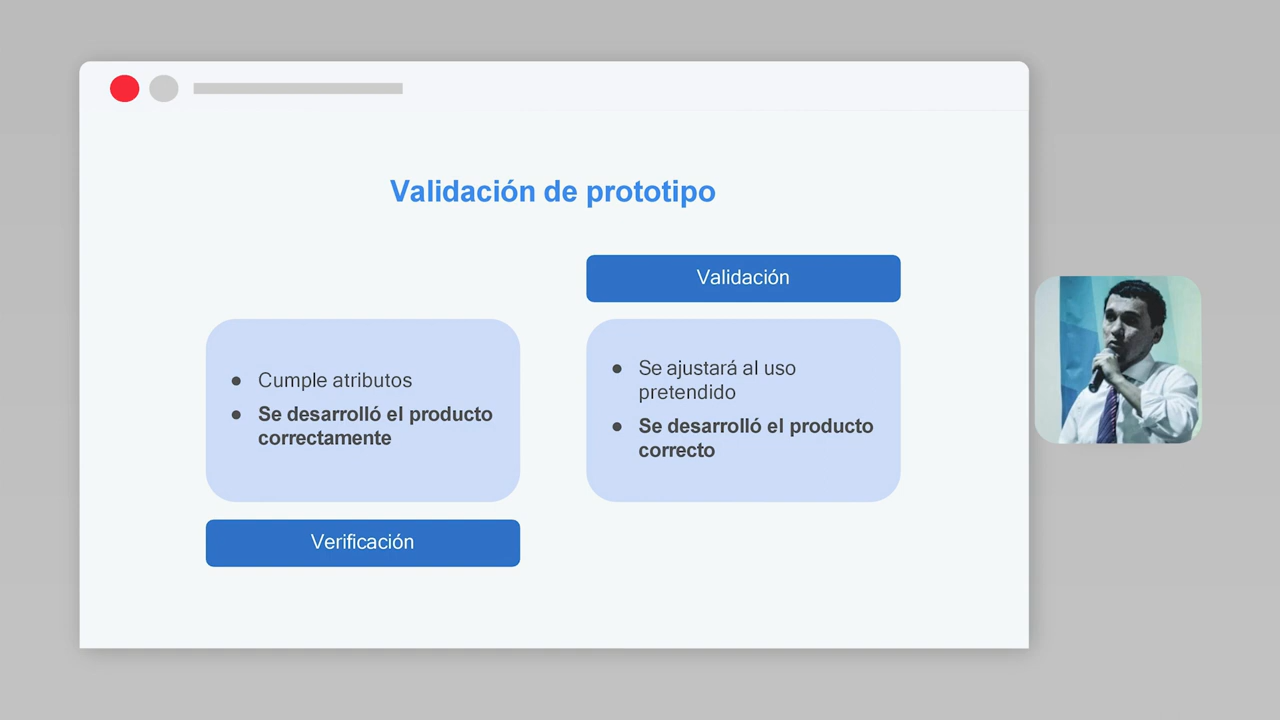 Validación de prototipo
Validación
● Cumple atributos
● Se desarrolló el producto
correctamente
● Se ajustará al uso
pretendido
● Se desarrolló el producto
correcto
Verificación